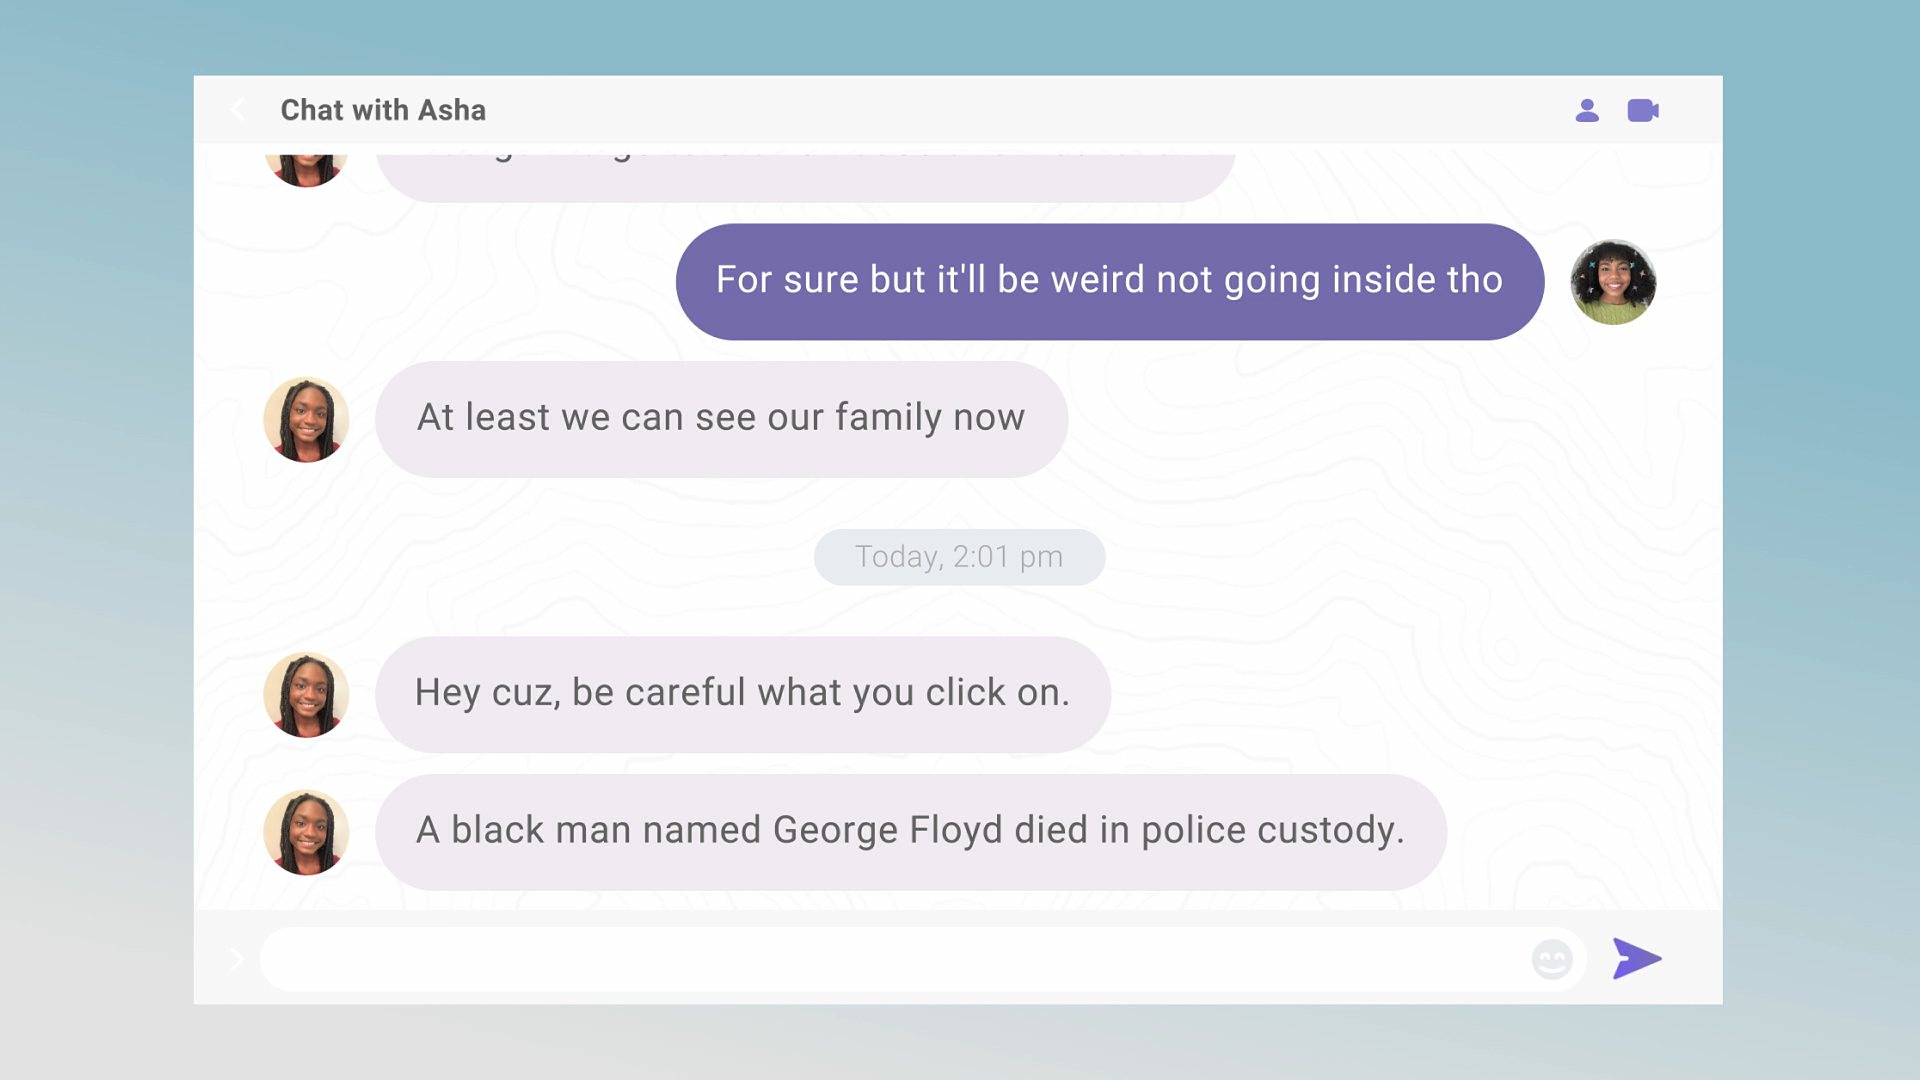 Chat with Asha
For sure but it'll be weird not going inside tho
At least we can see our family now
Today, 2:01 pm
Hey cuz, be careful what you click on.
A black man named George Floyd died in police custody.